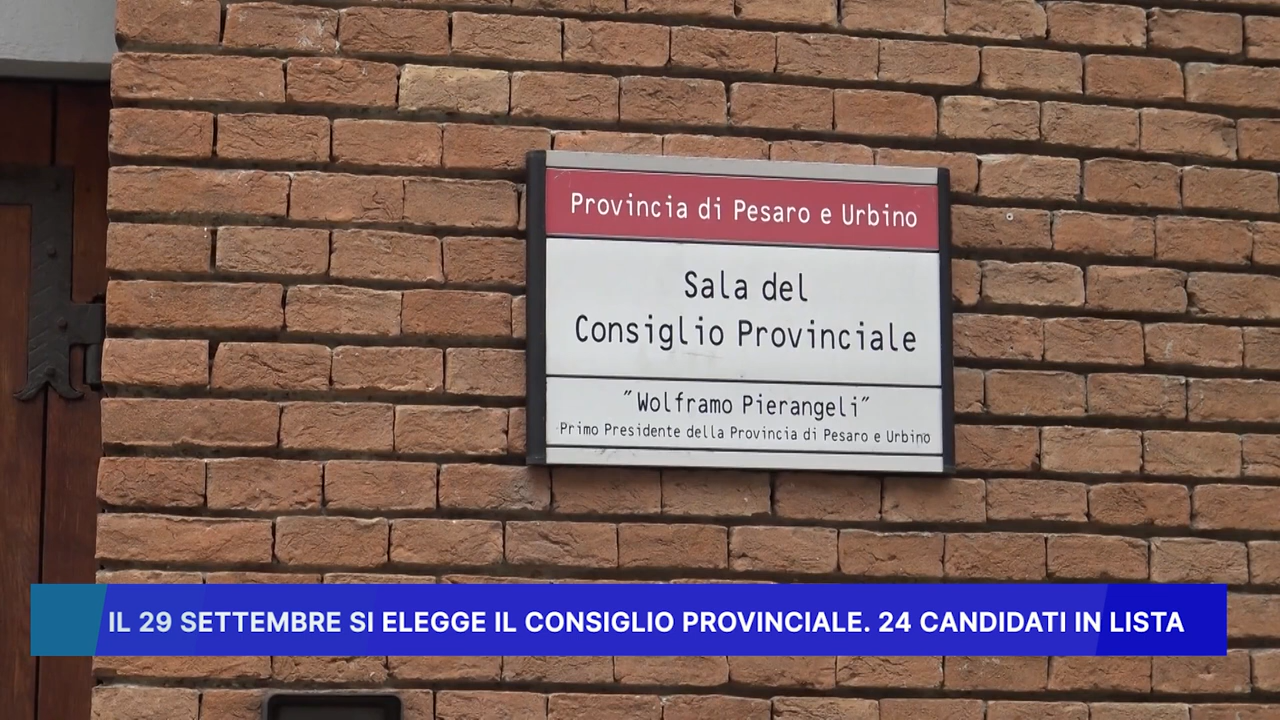 Provincia di Pesaro e Urbino
Sala del
Consiglio Provinciale
"Wolframo Pierangeli"
Primo Presidente della Provincia di Pesaro e Urbino
IL 29 SETTEMBRE SI ELEGGE IL CONSIGLIO PROVINCIALE. 24 CANDIDATI IN LISTA